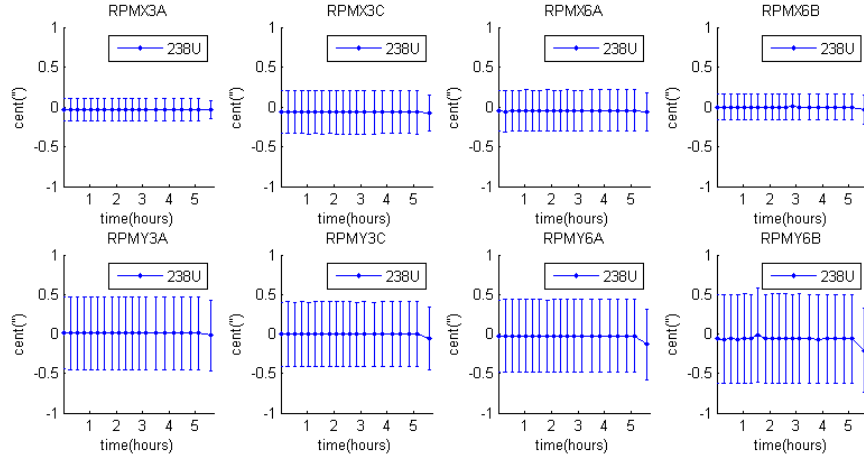 RPMX3A
RPMX3C
RPMX6A
RPMX6B
238U
238U
238U
238U
cent(")
1
0.5
0
-0.5
-1
1 2 3 4 5
time(hours)
cent(")
1
0.5
0
-0.5
-1
1 2 3 4 5
time(hours)
cent(")
1
0.5
0
-0.5
-1
1 2 3 4 5
time(hours)
cent(")
1
0.5
0
-0.5
-1
1 2 3 4 5
time(hours)
RPMY3A
RPMY3C
RPMY6A
RPMY6B
238U
238U
238U
238U
cent(")
1
0.5
0
-0.5
-1
1 2 3 4 5
time(hours)
cent(")
1
0.5
0
-0.5
-1
1 2 3 4 5
time(hours)
cent(")
1
0.5
0
-0.5
-1
1 2 3 4 5
time(hours)
cent(")
1
0.5
0
-0.5
-1
1 2 3 4 5
time(hours)